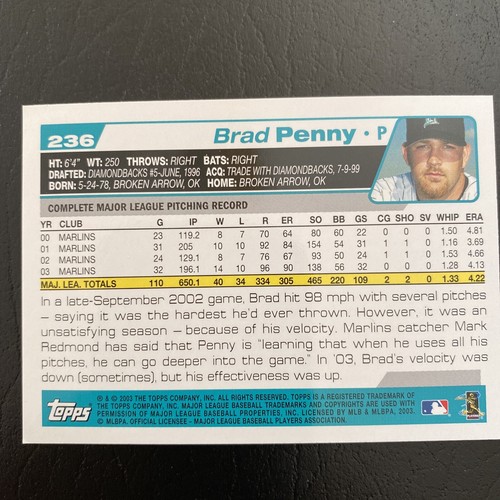 236
Brad Penny • P
HT: 6'4" WT: 250 THROWS: RIGHT BATS: RIGHT
DRAFTED: DIAMONDBACKS #5-JUNE, 1996 ACQ: TRADE WITH DIAMONDBACKS, 7-9-99
BORN: 5-24-78, BROKEN ARROW, OK HOME: BROKEN ARROW, OK
COMPLETE MAJOR LEAGUE PITCHING RECORD
YR CLUB G IP W L R ER SO BB GS CG SHO SV WHIP ERA
00 MARLINS 23 119.2 8 7 70 64 80 60 22 0 0 0 1.50 4.81
01 MARLINS 31 205 10 10 92 84 154 54 31 1 1 0 1.16 3.69
02 MARLINS 24 129.1 8 7 76 67 93 50 24 1 1 0 1.53 4.66
03 MARLINS 32 196.1 14 10 96 90 138 56 32 0 0 0 1.28 4.13
MAJ. LEA. TOTALS 110 650.1 40 34 334 305 465 220 109 2 2 0 1.33 4.22
In a late-September 2002 game, Brad hit 98 mph with several pitches
– saying it was the hardest he'd ever thrown. However, it was an
unsatisfying season – because of his velocity. Marlins catcher Mark
Redmond has said that Penny is "learning that when he uses all his
pitches, he can go deeper into the game." In '03, Brad's velocity was
down (sometimes), but his effectiveness was up.
TOPPS
® & © 2003 THE TOPPS COMPANY, INC. ALL RIGHTS RESERVED. TOPPS IS A REGISTERED TRADEMARK OF
THE TOPPS COMPANY, INC. MAJOR LEAGUE BASEBALL TRADEMARKS AND COPYRIGHTS ARE USED WITH
PERMISSION OF MAJOR LEAGUE BASEBALL PROPERTIES, INC. LICENSED BY MLB & MLBPA, 2003.
© MLBPA. OFFICIAL LICENSEE - MAJOR LEAGUE BASEBALL PLAYERS ASSOCIATION.